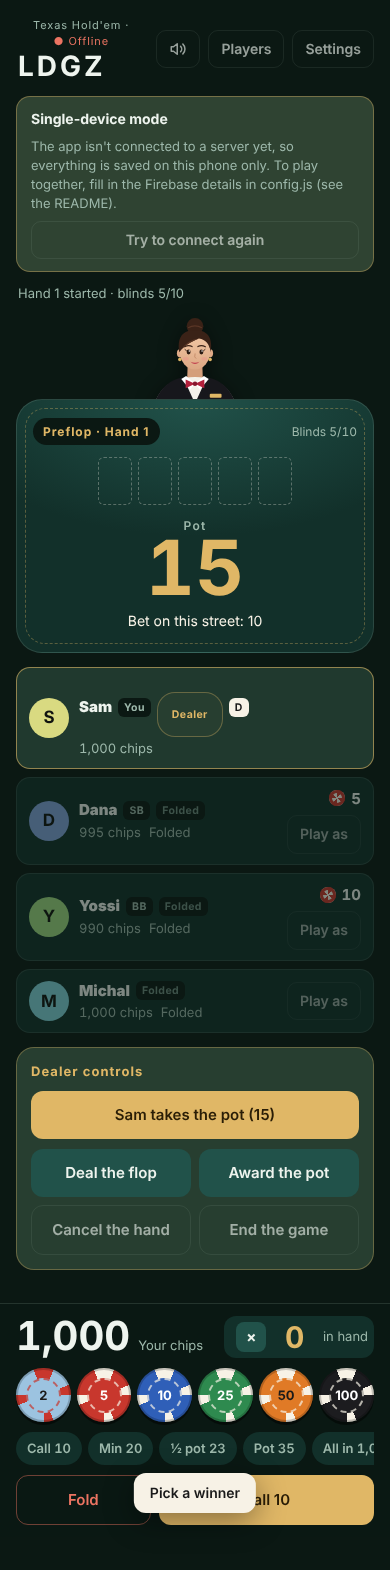 Texas Hold'em ·
Offline
LDGZ
Players
Settings
Single-device mode
The app isn't connected to a server yet, so
everything is saved on this phone only. To play
together, fill in the Firebase details in config.js (see
the README).
Try to connect again
Hand 1 started · blinds 5/10
Preflop · Hand 1
Blinds 5/10
Pot
15
Bet on this street: 10
S
Sam You Dealer D
1,000 chips
D
Dana SB Folded
995 chips Folded
5
Play as
Y
Yossi BB Folded
990 chips Folded
10
Play as
M
Michal Folded
1,000 chips Folded
Play as
Dealer controls
Sam takes the pot (15)
Deal the flop
Award the pot
Cancel the hand
End the game
1,000 Your chips
× 0 in hand
2 5 10 25 50 100
Call 10 Min 20 ½ pot 23 Pot 35 All in
Fold
Pick a winner
10